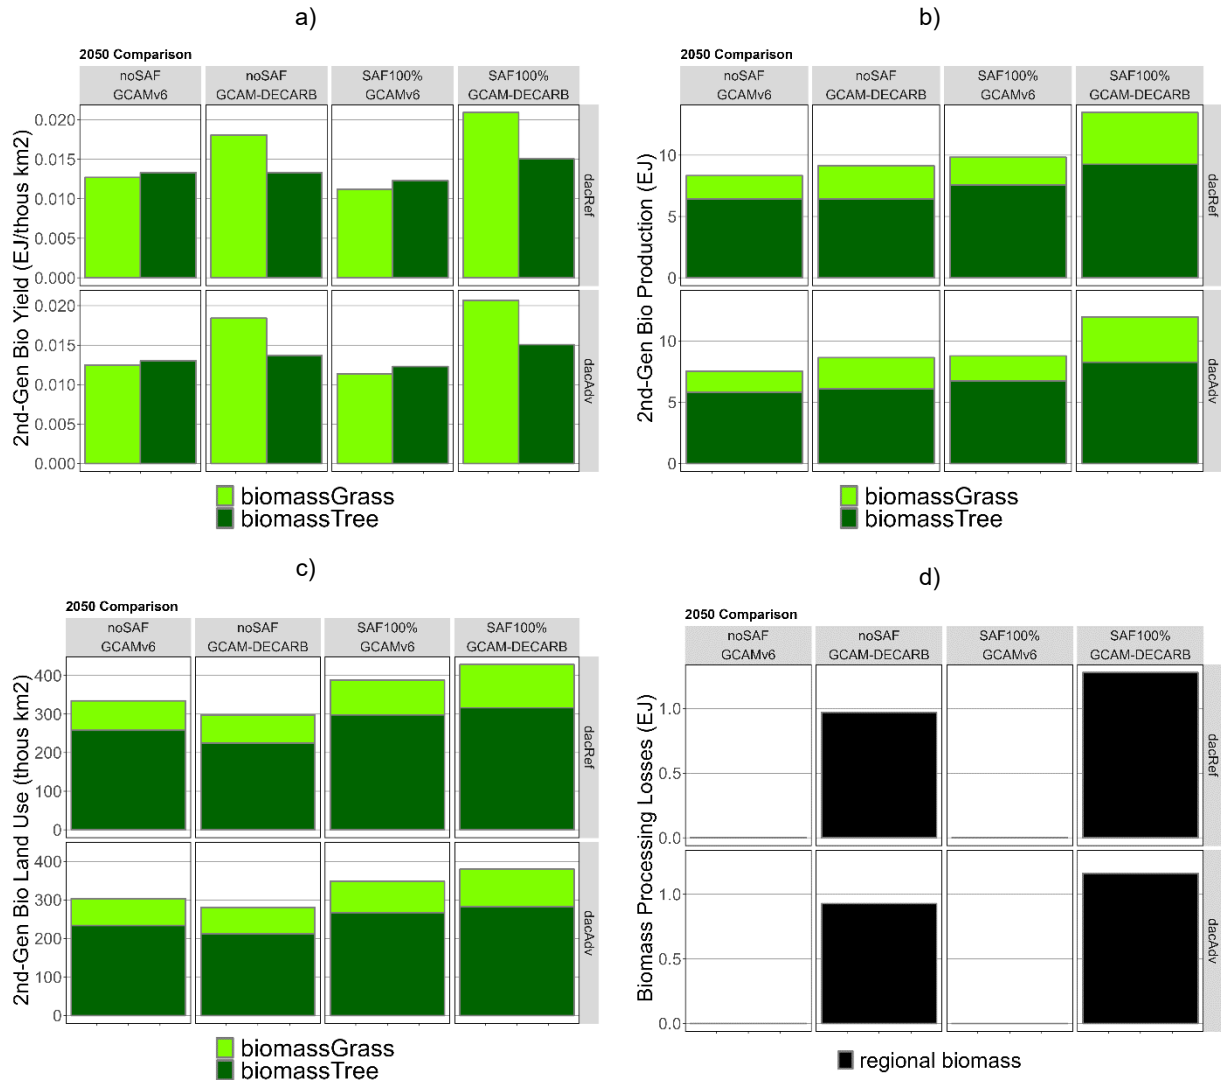 a)
2050 Comparison
noSAF GCAMv6
noSAF GCAM-DECARB
SAF100% GCAMv6
SAF100% GCAM-DECARB
2nd-Gen Bio Yield (EJ/thous km2)
0.020
0.015
0.010
0.005
0.000
dacRef
0.020
0.015
0.010
0.005
0.000
dacAdv
biomassGrass
biomassTree
b)
2050 Comparison
noSAF GCAMv6
noSAF GCAM-DECARB
SAF100% GCAMv6
SAF100% GCAM-DECARB
2nd-Gen Bio Production (EJ)
10
5
0
dacRef
10
5
0
dacAdv
biomassGrass
biomassTree
c)
2050 Comparison
noSAF GCAMv6
noSAF GCAM-DECARB
SAF100% GCAMv6
SAF100% GCAM-DECARB
2nd-Gen Bio Land Use (thous km2)
400
300
200
100
0
dacRef
400
300
200
100
0
dacAdv
biomassGrass
biomassTree
d)
2050 Comparison
noSAF GCAMv6
noSAF GCAM-DECARB
SAF100% GCAMv6
SAF100% GCAM-DECARB
Biomass Processing Losses (EJ)
1.0
0.5
0.0
dacRef
1.0
0.5
0.0
dacAdv
regional biomass